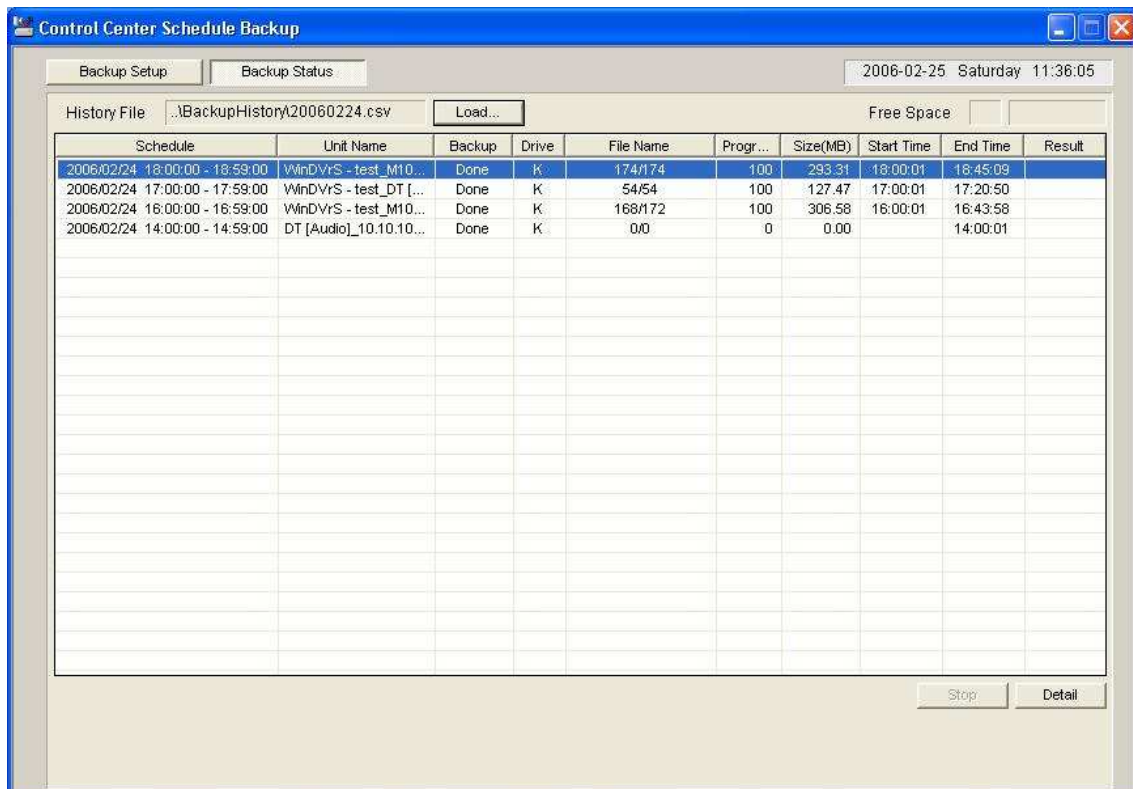 Control Center Schedule Backup
Backup Setup Backup Status 2006-02-25 Saturday 11:36:05
History File ..\BackupHistory\20060224.csv Load... Free Space
Schedule Unit Name Backup Drive File Name Progr... Size(MB) Start Time End Time Result
2006/02/24 18:00:00 - 18:59:00 WinDVrS - test_M10... Done K 174/174 100 293.31 18:00:01 18:45:09
2006/02/24 17:00:00 - 17:59:00 WinDVrS - test_DT [... Done K 54/54 100 127.47 17:00:01 17:20:50
2006/02/24 16:00:00 - 16:59:00 WinDVrS - test_M10... Done K 168/172 100 306.58 16:00:01 16:43:58
2006/02/24 14:00:00 - 14:59:00 DT [Audio]_10.10.10... Done K 0/0 0 0.00 14:00:01
Stop Detail